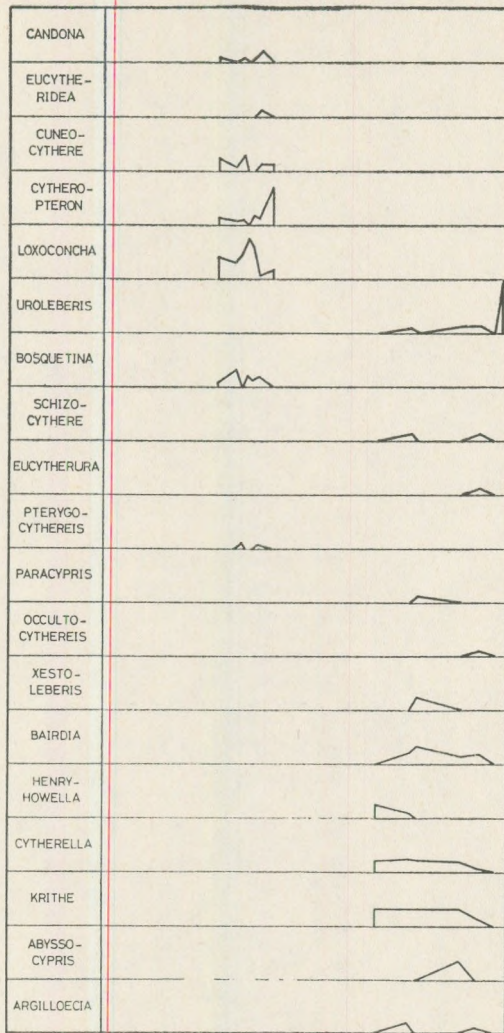 CANDONA
EUCYTHE-
RIDEA
CUNEO-
CYTHERE
CYTHERO-
PTERON
LOXOCONCHA
UROLEBERIS
BOSQUETINA
SCHIZO-
CYTHERE
EUCYTHERURA
PTERYGO-
CYTHEREIS
PARACYPRIS
OCCULTO-
CYTHEREIS
XESTO-
LEBERIS
BAIRDIA
HENRY-
HOWELLA
CYTHERELLA
KRITHE
ABYSSO-
CYPRIS
ARGILLOECIA